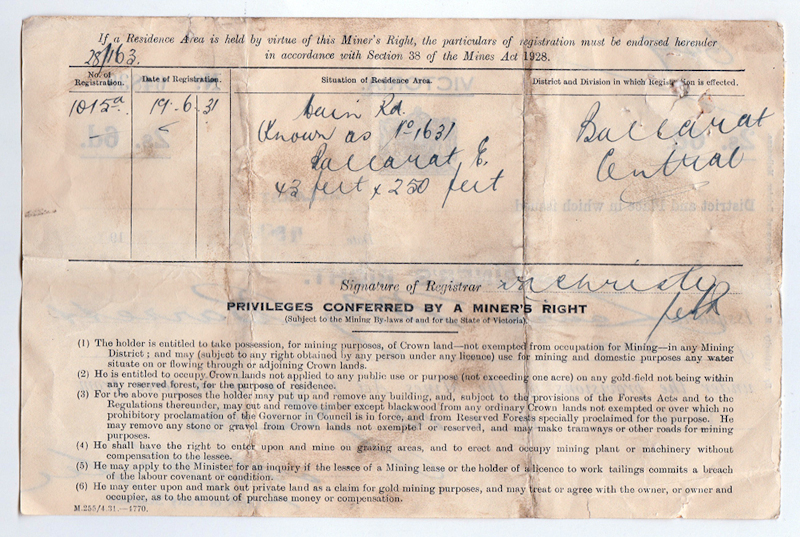 If a Residence Area is held by virtue of this Miner's Right, the particulars of registration must be endorsed hereunder
in accordance with Section 38 of the Mines Act 1928.
28/163.
No. of Registration. Date of Registration. Situation of Residence Area. District and Division in which Registration is effected.
1015a 19 6 31 Main Rd. Ballarat
Known as No 1631 Central
Ballarat E.
43 feet x 250 feet
Signature of Registrar
PRIVILEGES CONFERRED BY A MINER'S RIGHT
(Subject to the Mining By-laws of and for the State of Victoria).
(1) The holder is entitled to take possession, for mining purposes, of Crown land—not exempted from occupation for Mining—in any Mining
District; and may (subject to any right obtained by any person under any licence) use for mining and domestic purposes any water
situate on or flowing through or adjoining Crown lands.
(2) He is entitled to occupy Crown lands not applied to any public use or purpose (not exceeding one acre) on any gold-field not being within
any reserved forest, for the purpose of residence.
(3) For the above purposes the holder may put up and remove any building, and, subject to the provisions of the Forests Acts and to the
Regulations thereunder, may cut and remove timber except blackwood from any ordinary Crown lands not exempted or over which no
prohibitory proclamation of the Governor in Council is in force, and from Reserved Forests specially proclaimed for the purpose. He
may remove any stone or gravel from Crown lands not exempted or reserved, and may make tramways or other roads for mining
purposes.
(4) He shall have the right to enter upon and mine on grazing areas, and to erect and occupy mining plant or machinery without
compensation to the lessee.
(5) He may apply to the Minister for an inquiry if the lessee of a Mining lease or the holder of a licence to work tailings commits a breach
of the labour covenant or condition.
(6) He may enter upon and mark out private land as a claim for gold mining purposes, and may treat or agree with the owner, or owner and
occupier, as to the amount of purchase money or compensation.
M.255/4.31.—1770.